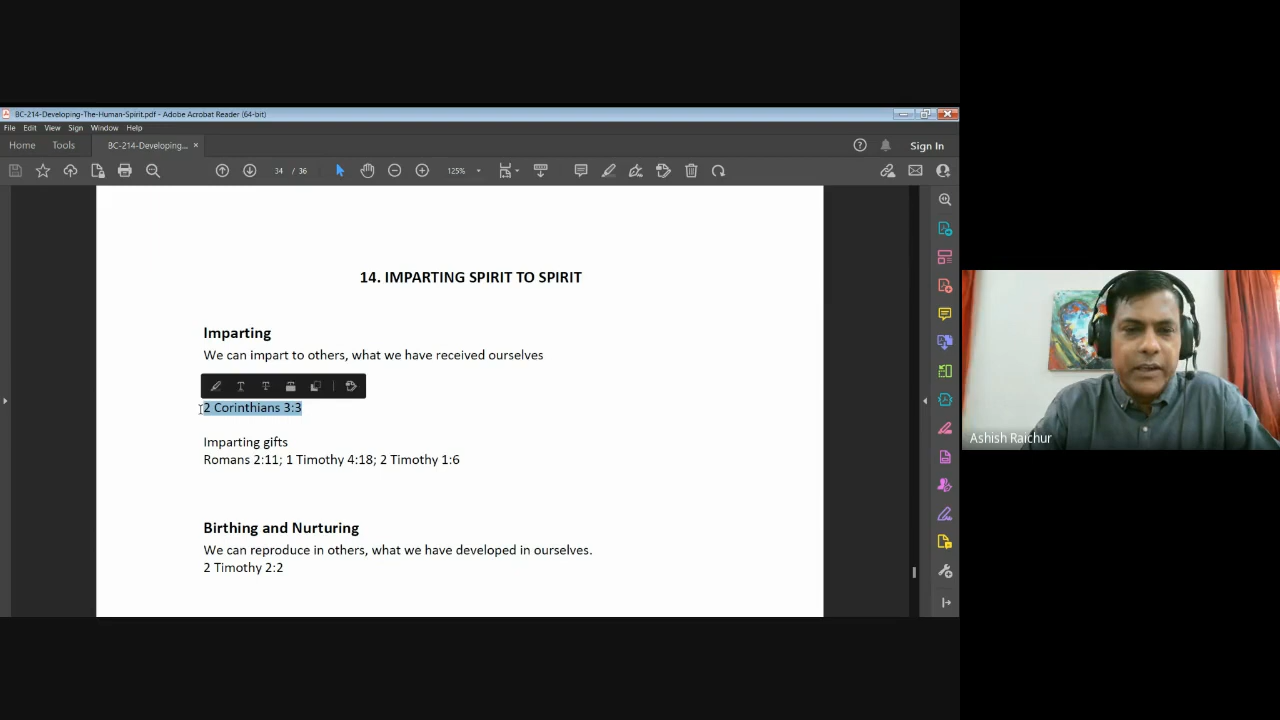 BC-214-Developing-The-Human-Spirit.pdf - Adobe Acrobat Reader (64-bit)
File Edit View Sign Window Help
Home Tools BC-214-Developing... × Sign In
34 / 36 125%
14. IMPARTING SPIRIT TO SPIRIT
Imparting
We can impart to others, what we have received ourselves
2 Corinthians 3:3
Imparting gifts
Romans 2:11; 1 Timothy 4:18; 2 Timothy 1:6
Birthing and Nurturing
We can reproduce in others, what we have developed in ourselves.
2 Timothy 2:2
Ashish Raichur